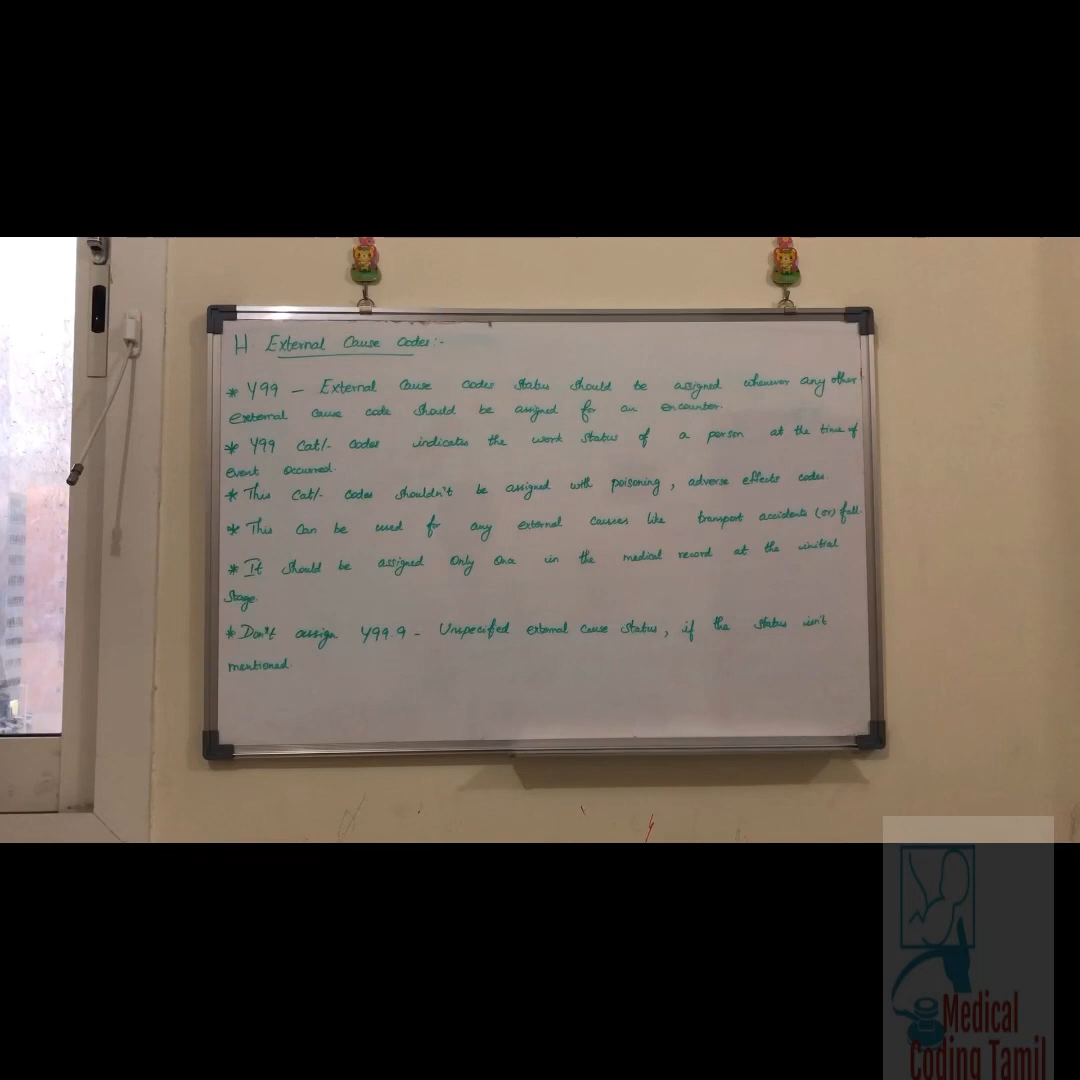 H. External Cause Codes:-
* Y99 - External Cause codes Status should be assigned whenever any other
external cause code should be assigned for an encounter.
* Y99 Cat/- codes indicates the work status of a person at the time of
event occurred.
* This Cat/- codes shouldn't be assigned with poisoning, adverse effects codes.
* This Can be used for any external causes like transport accidents (or) fall.
* It should be assigned Only Once in the medical record at the initial
Stage.
* Don't assign Y99.9 - Unspecified external cause status, if the status isn't
mentioned.
Medical
Coding Tamil